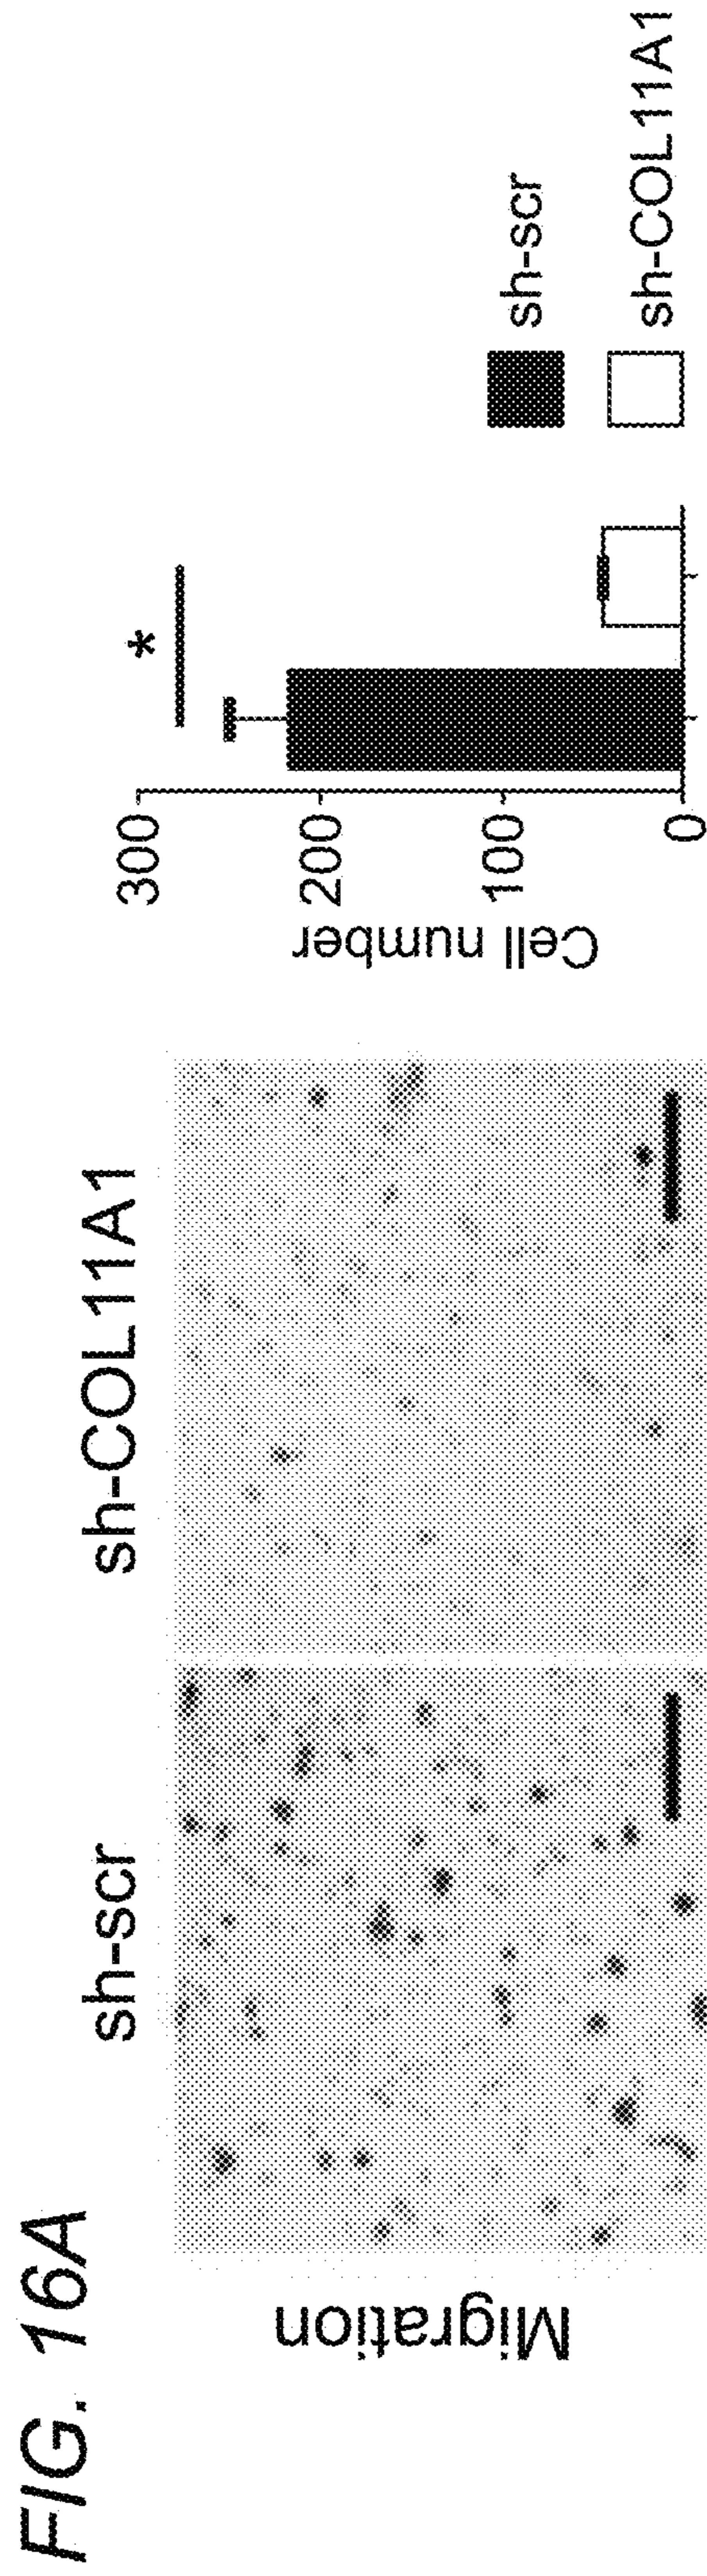 FIG. 16A
sh-scr
sh-COL11A1
Migration
Cell number
300
200
100
0
*
sh-scr
sh-COL11A1